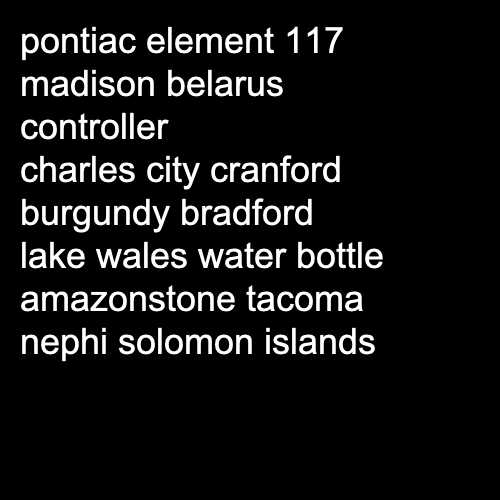 pontiac element 117
madison belarus
controller
charles city cranford
burgundy bradford
lake wales water bottle
amazonstone tacoma
nephi solomon islands